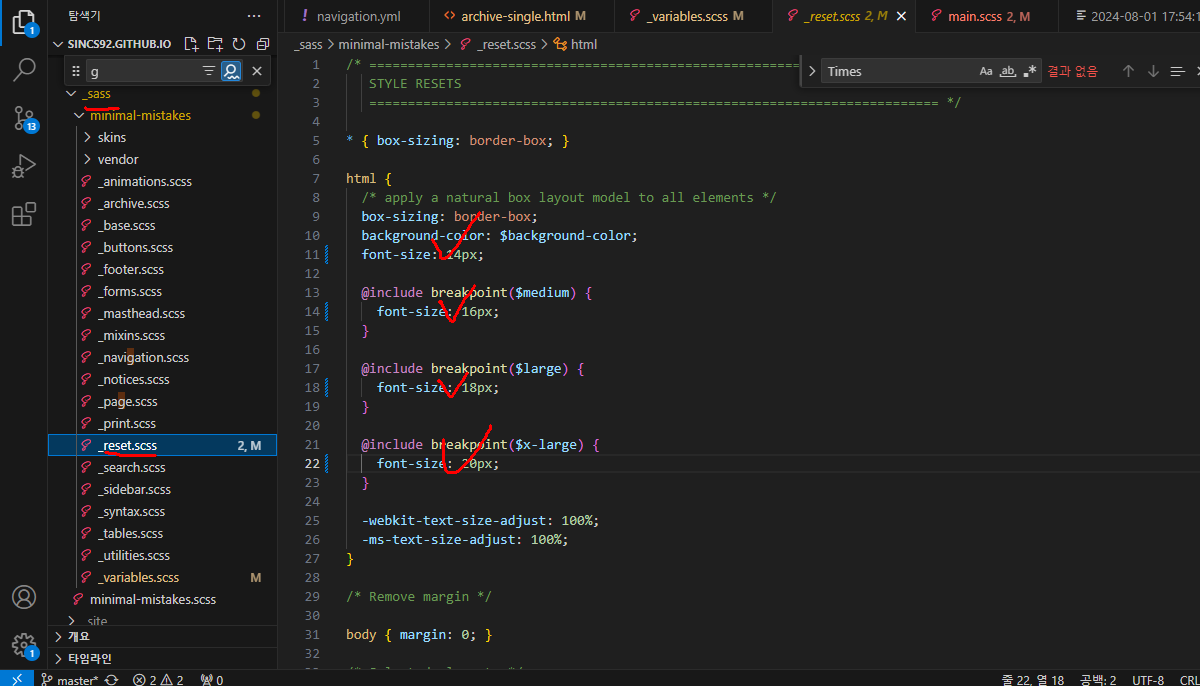 탐색기 ···
1
! navigation.yml
<> archive-single.html M
_variables.scss M
_reset.scss 2, M
main.scss 2, M
2024-08-01 17:54:1
SINCS92.GITHUB.IO
_sass > minimal-mistakes > _reset.scss > html
g
Times Aa ab, .* 결과 없음
_sass
minimal-mistakes
skins
vendor
_animations.scss
_archive.scss
_base.scss
_buttons.scss
_footer.scss
_forms.scss
_masthead.scss
_mixins.scss
_navigation.scss
_notices.scss
_page.scss
_print.scss
_reset.scss 2, M
_search.scss
_sidebar.scss
_syntax.scss
_tables.scss
_utilities.scss
_variables.scss M
minimal-mistakes.scss
_site
개요
타임라인
13
1
1 /* ========================================================
2 STYLE RESETS
3 ========================================================================== */
4
5 * { box-sizing: border-box; }
6
7 html {
8 /* apply a natural box layout model to all elements */
9 box-sizing: border-box;
10 background-color: $background-color;
11 font-size: 14px;
12
13 @include breakpoint($medium) {
14 font-size: 16px;
15 }
16
17 @include breakpoint($large) {
18 font-size: 18px;
19 }
20
21 @include breakpoint($x-large) {
22 font-size: 20px;
23 }
24
25 -webkit-text-size-adjust: 100%;
26 -ms-text-size-adjust: 100%;
27 }
28
29 /* Remove margin */
30
31 body { margin: 0; }
32
master* 2 2 0
줄 22, 열 18 공백: 2 UTF-8 CRL